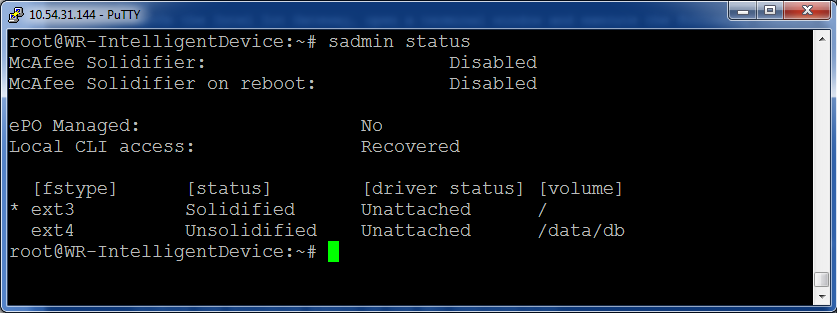 10.54.31.144 - PuTTY
root@WR-IntelligentDevice:~# sadmin status
McAfee Solidifier: Disabled
McAfee Solidifier on reboot: Disabled
ePO Managed: No
Local CLI access: Recovered
[fstype] [status] [driver status] [volume]
* ext3 Solidified Unattached /
ext4 Unsolidified Unattached /data/db
root@WR-IntelligentDevice:~#